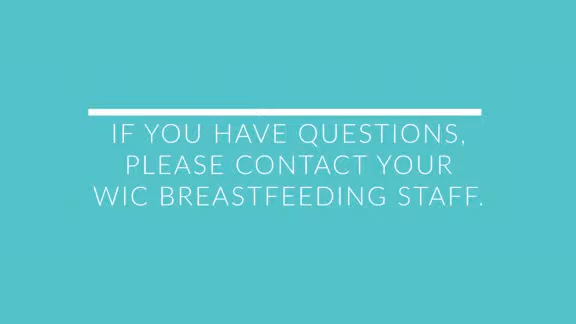 IF YOU HAVE QUESTIONS,
PLEASE CONTACT YOUR
WIC BREASTFEEDING STAFF.